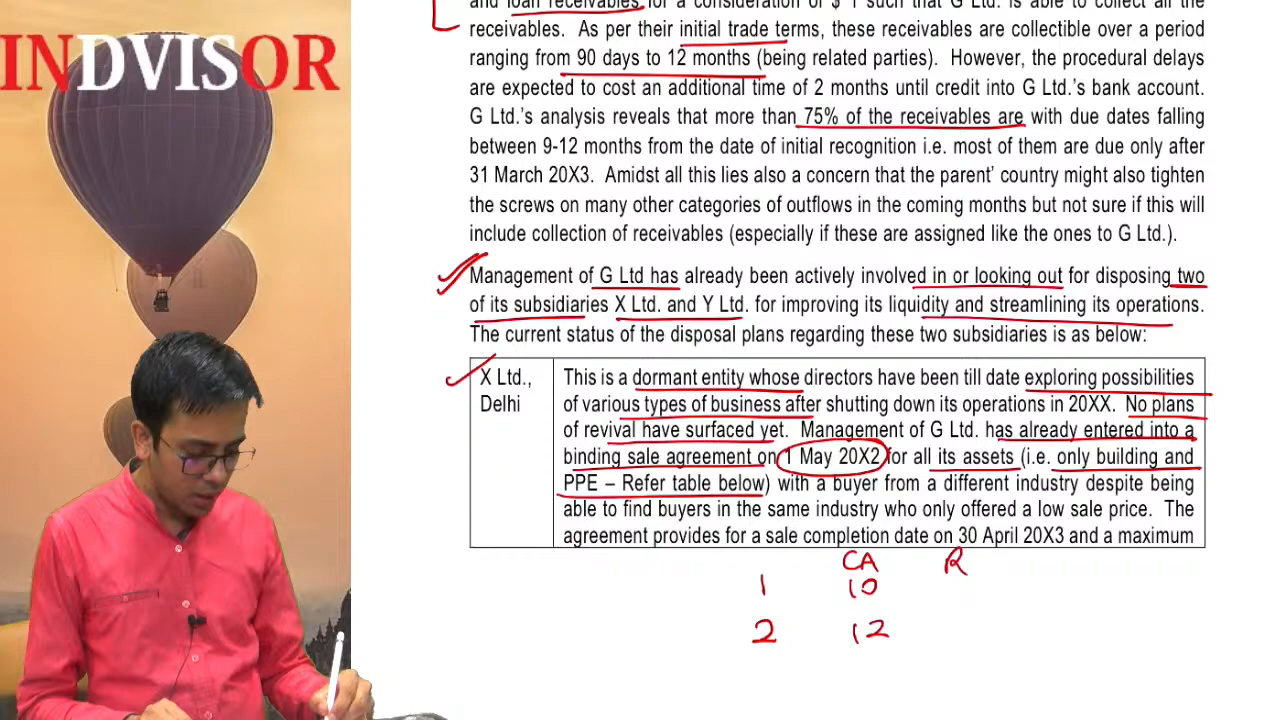 INDVISOR
and loan receivables for a consideration of $ 1 such that G Ltd. is able to collect all the
receivables. As per their initial trade terms, these receivables are collectible over a period
ranging from 90 days to 12 months (being related parties). However, the procedural delays
are expected to cost an additional time of 2 months until credit into G Ltd.'s bank account.
G Ltd.'s analysis reveals that more than 75% of the receivables are with due dates falling
between 9-12 months from the date of initial recognition i.e. most of them are due only after
31 March 20X3. Amidst all this lies also a concern that the parent' country might also tighten
the screws on many other categories of outflows in the coming months but not sure if this will
include collection of receivables (especially if these are assigned like the ones to G Ltd.).
Management of G Ltd has already been actively involved in or looking out for disposing two
of its subsidiaries X Ltd. and Y Ltd. for improving its liquidity and streamlining its operations.
The current status of the disposal plans regarding these two subsidiaries is as below:
X Ltd.,
Delhi
This is a dormant entity whose directors have been till date exploring possibilities
of various types of business after shutting down its operations in 20XX. No plans
of revival have surfaced yet. Management of G Ltd. has already entered into a
binding sale agreement on 1 May 20X2 for all its assets (i.e. only building and
PPE – Refer table below) with a buyer from a different industry despite being
able to find buyers in the same industry who only offered a low sale price. The
agreement provides for a sale completion date on 30 April 20X3 and a maximum
CA R
1 10
2 12